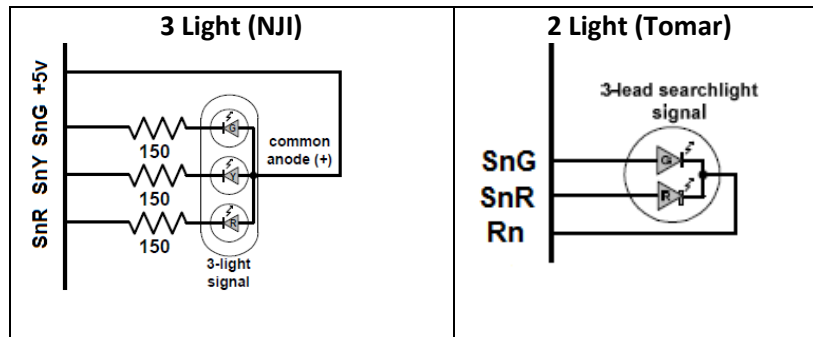 3 Light (NJI)
+5v
SnG
SnY
SnR
150
150
150
G
Y
R
common
anode (+)
3-light
signal
2 Light (Tomar)
3-lead searchlight
signal
SnG
SnR
Rn
G
R